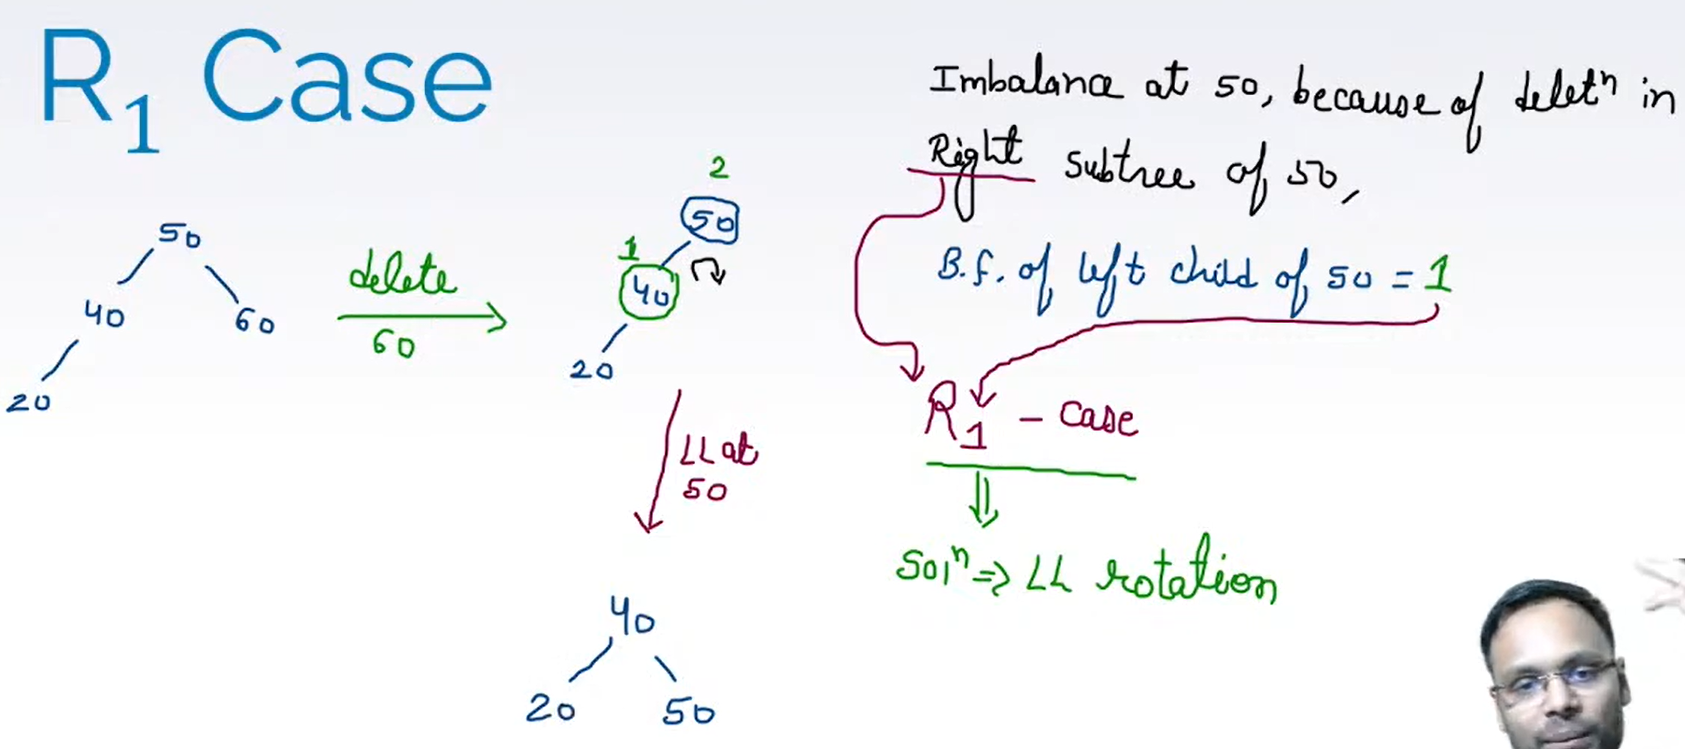 R1 Case
Imbalance at 50, because of deletⁿ in
Right subtree of 50,
B.f. of left child of 50 = 1
R1 - case
⇓
Solⁿ => LL rotation
50
40 60
20
delete
60
2
50
1
40
20
LL at
50
40
20 50